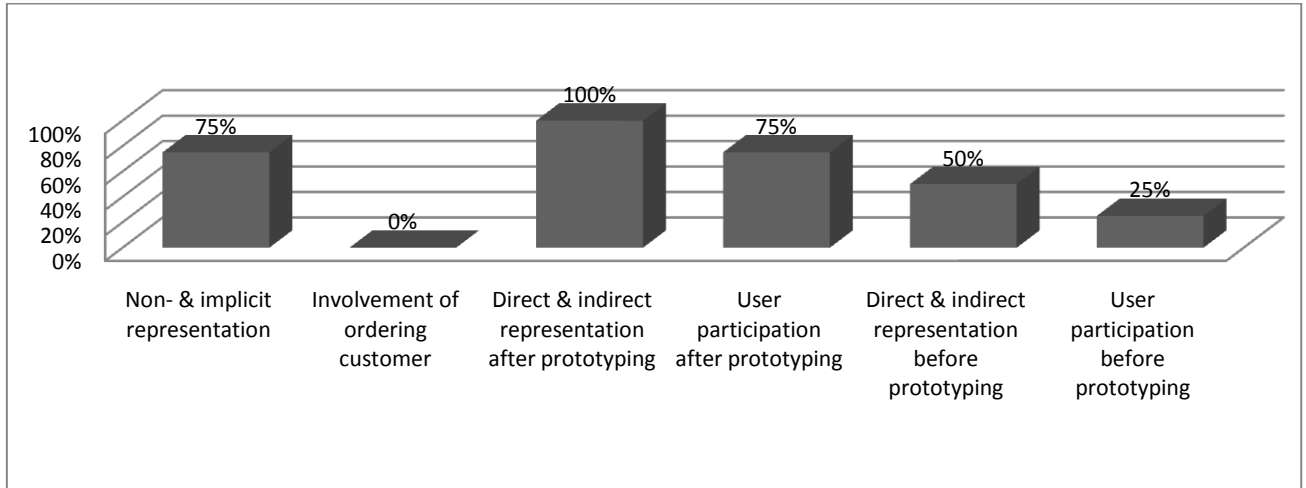 100%
75%
75%
50%
25%
0%
100%
80%
60%
40%
20%
0%
Non- & implicit
representation
Involvement of
ordering
customer
Direct & indirect
representation
after prototyping
User
participation
after prototyping
Direct & indirect
representation
before
prototyping
User
participation
before
prototyping